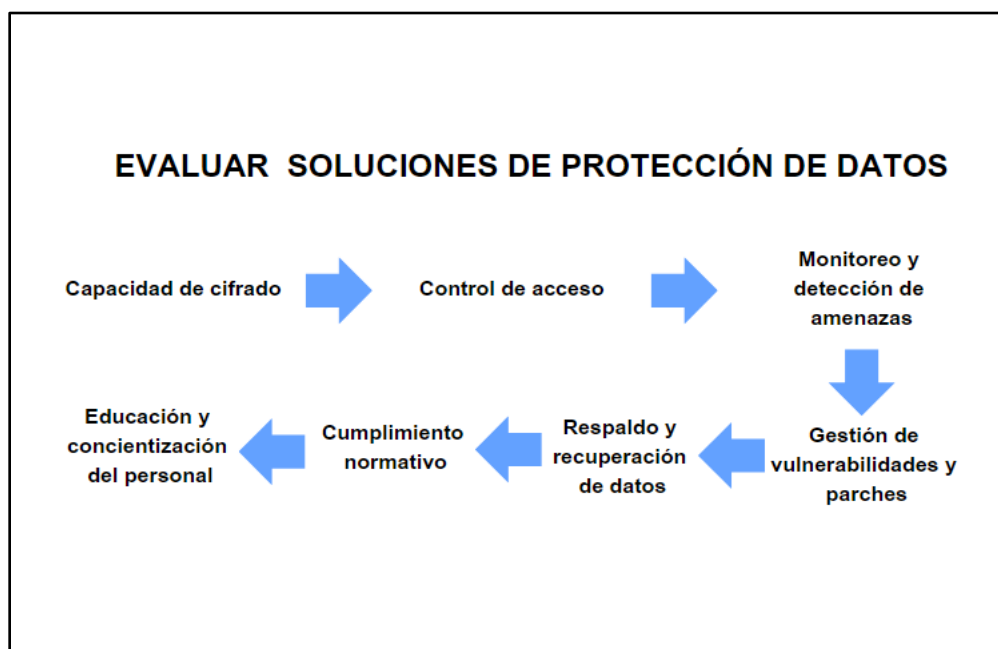 EVALUAR SOLUCIONES DE PROTECCIÓN DE DATOS
Capacidad de cifrado
Control de acceso
Monitoreo y
detección de
amenazas
Gestión de
vulnerabilidades y
parches
Respaldo y
recuperación
de datos
Cumplimiento
normativo
Educación y
concientización
del personal